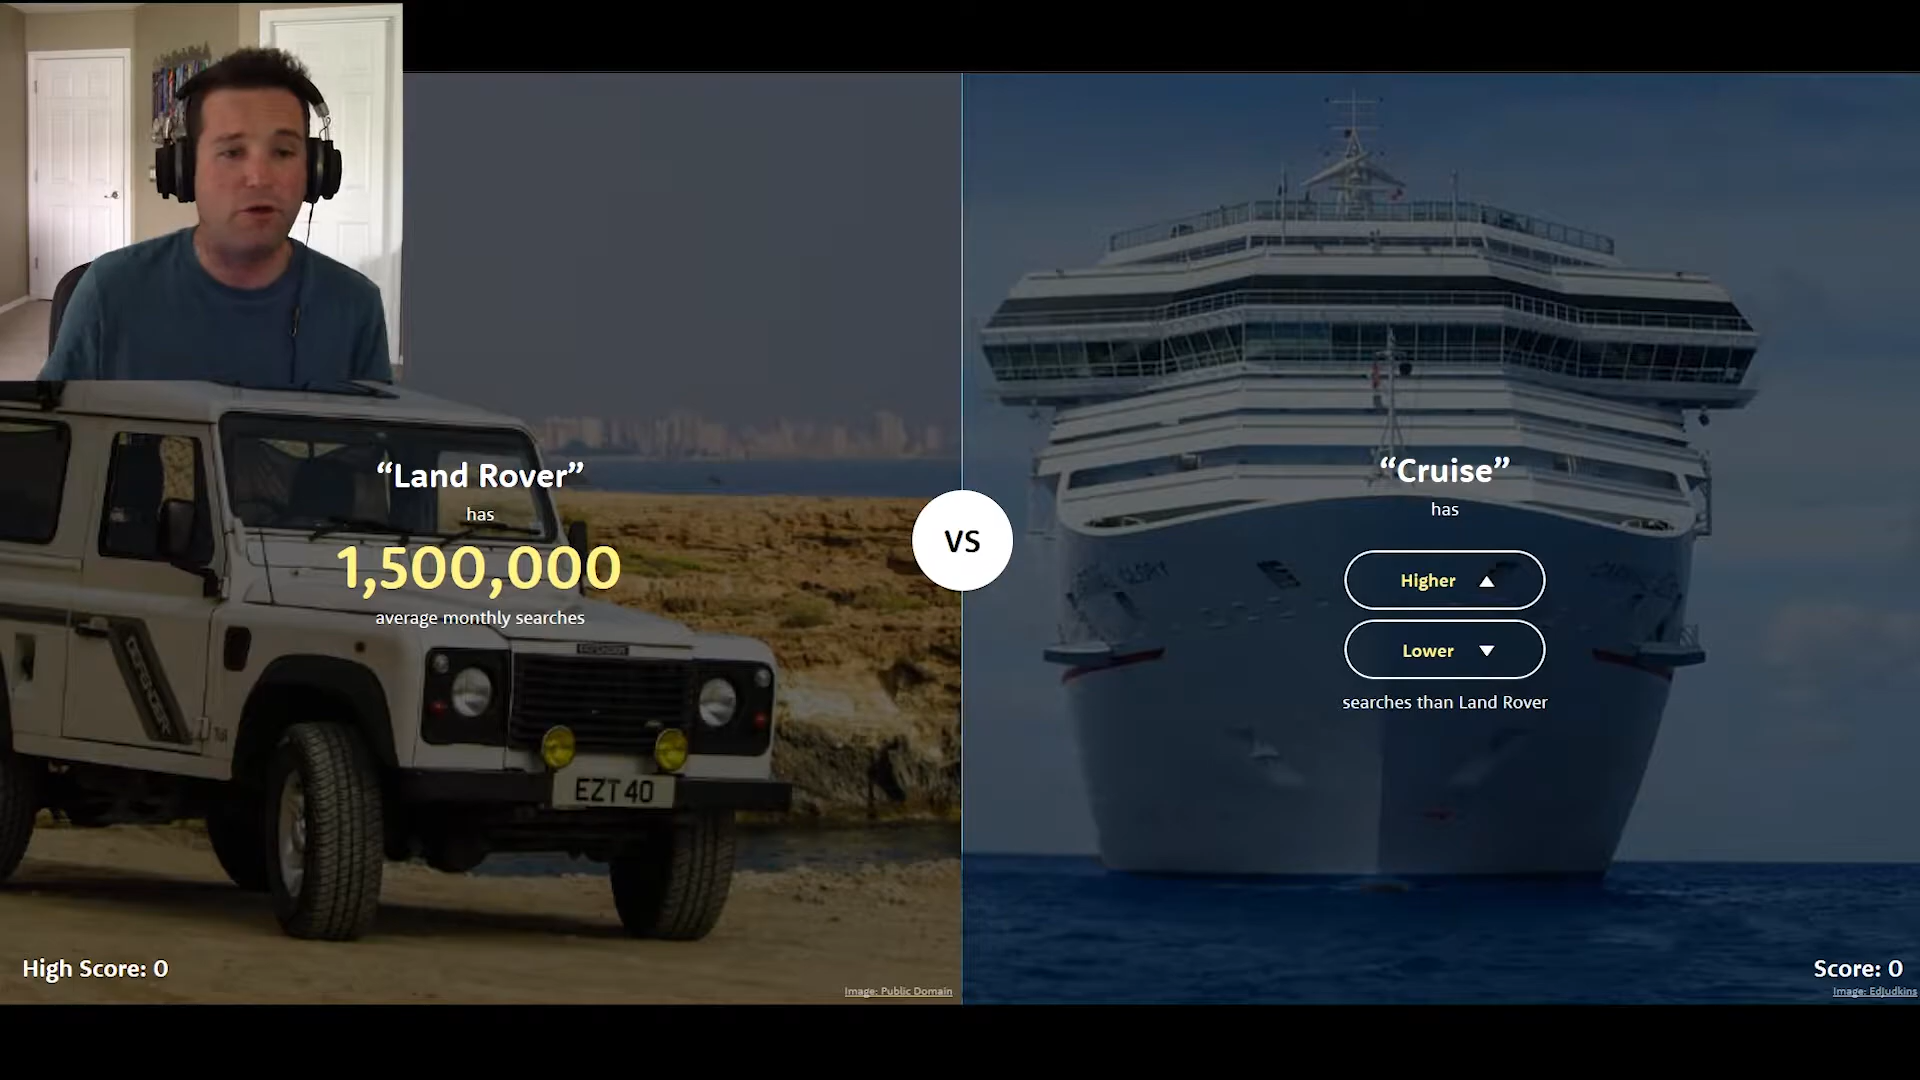 “Land Rover”
has
1,500,000
average monthly searches
VS
“Cruise”
has
Higher ▲
Lower ▼
searches than Land Rover
DEFENDER
EZT 40
High Score: 0
Image: Public Domain
Score: 0
Image: EdJudkins